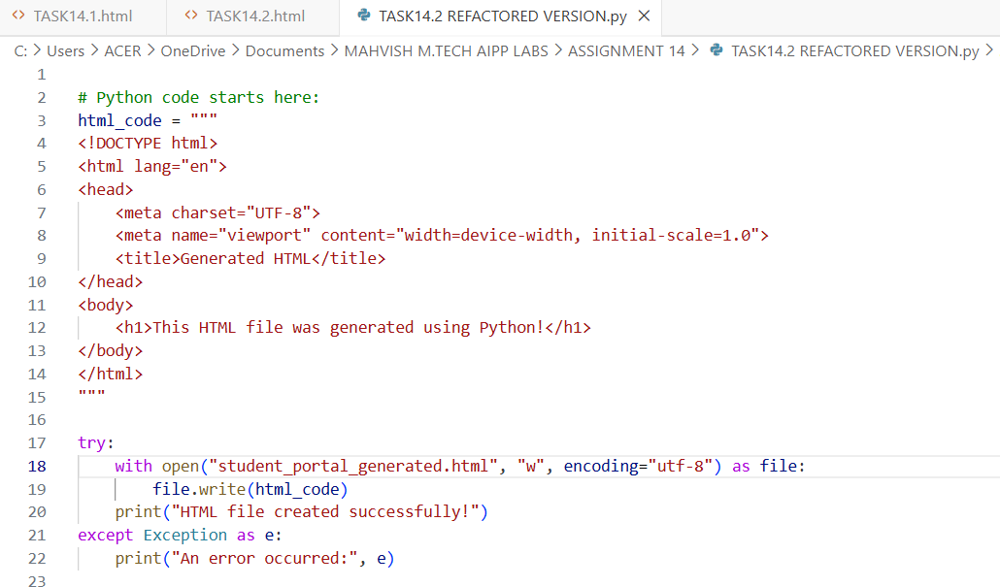 TASK14.1.html TASK14.2.html TASK14.2 REFACTORED VERSION.py
C: > Users > ACER > OneDrive > Documents > MAHVISH M.TECH AIPP LABS > ASSIGNMENT 14 > TASK14.2 REFACTORED VERSION.py >
1
2 # Python code starts here:
3 html_code = """
4 <!DOCTYPE html>
5 <html lang="en">
6 <head>
7     <meta charset="UTF-8">
8     <meta name="viewport" content="width=device-width, initial-scale=1.0">
9     <title>Generated HTML</title>
10 </head>
11 <body>
12     <h1>This HTML file was generated using Python!</h1>
13 </body>
14 </html>
15 """
16
17 try:
18     with open("student_portal_generated.html", "w", encoding="utf-8") as file:
19         file.write(html_code)
20     print("HTML file created successfully!")
21 except Exception as e:
22     print("An error occurred:", e)
23